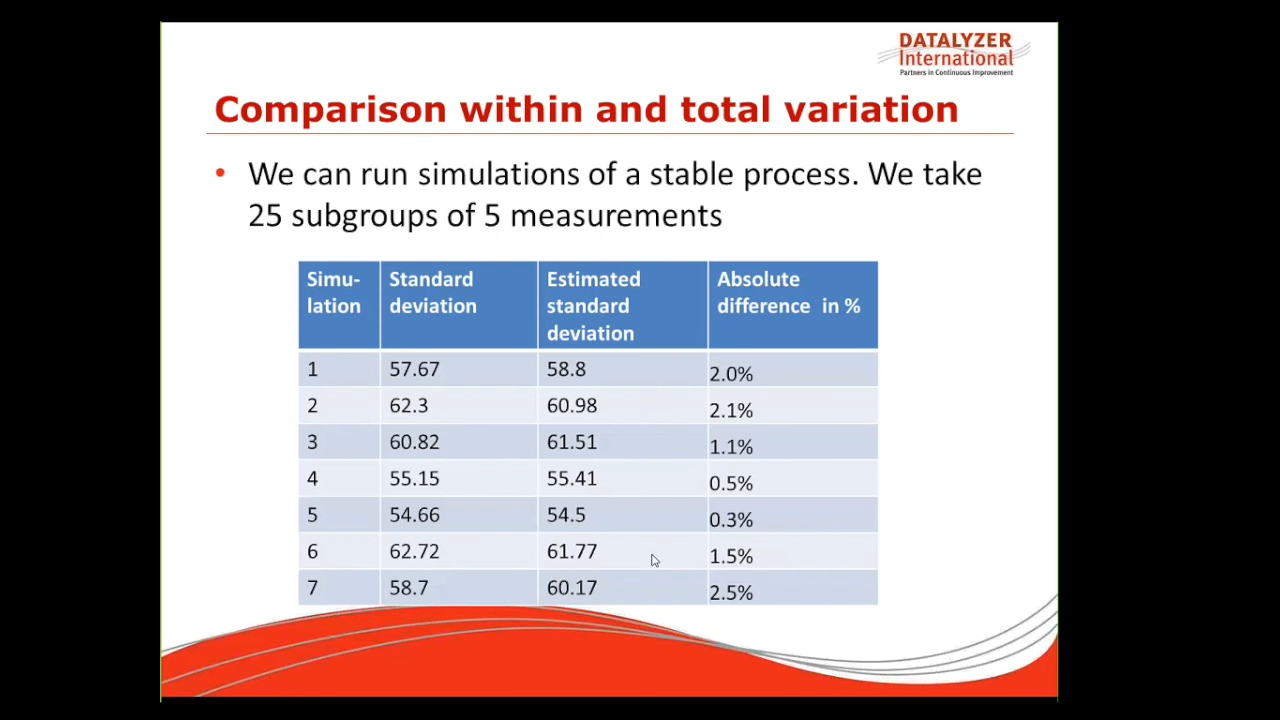 DATALYZER
International
Partners in Continuous Improvement
Comparison within and total variation
• We can run simulations of a stable process. We take
25 subgroups of 5 measurements
Simu-
lation
Standard
deviation
Estimated
standard
deviation
Absolute
difference in %
1 57.67 58.8 2.0%
2 62.3 60.98 2.1%
3 60.82 61.51 1.1%
4 55.15 55.41 0.5%
5 54.66 54.5 0.3%
6 62.72 61.77 1.5%
7 58.7 60.17 2.5%